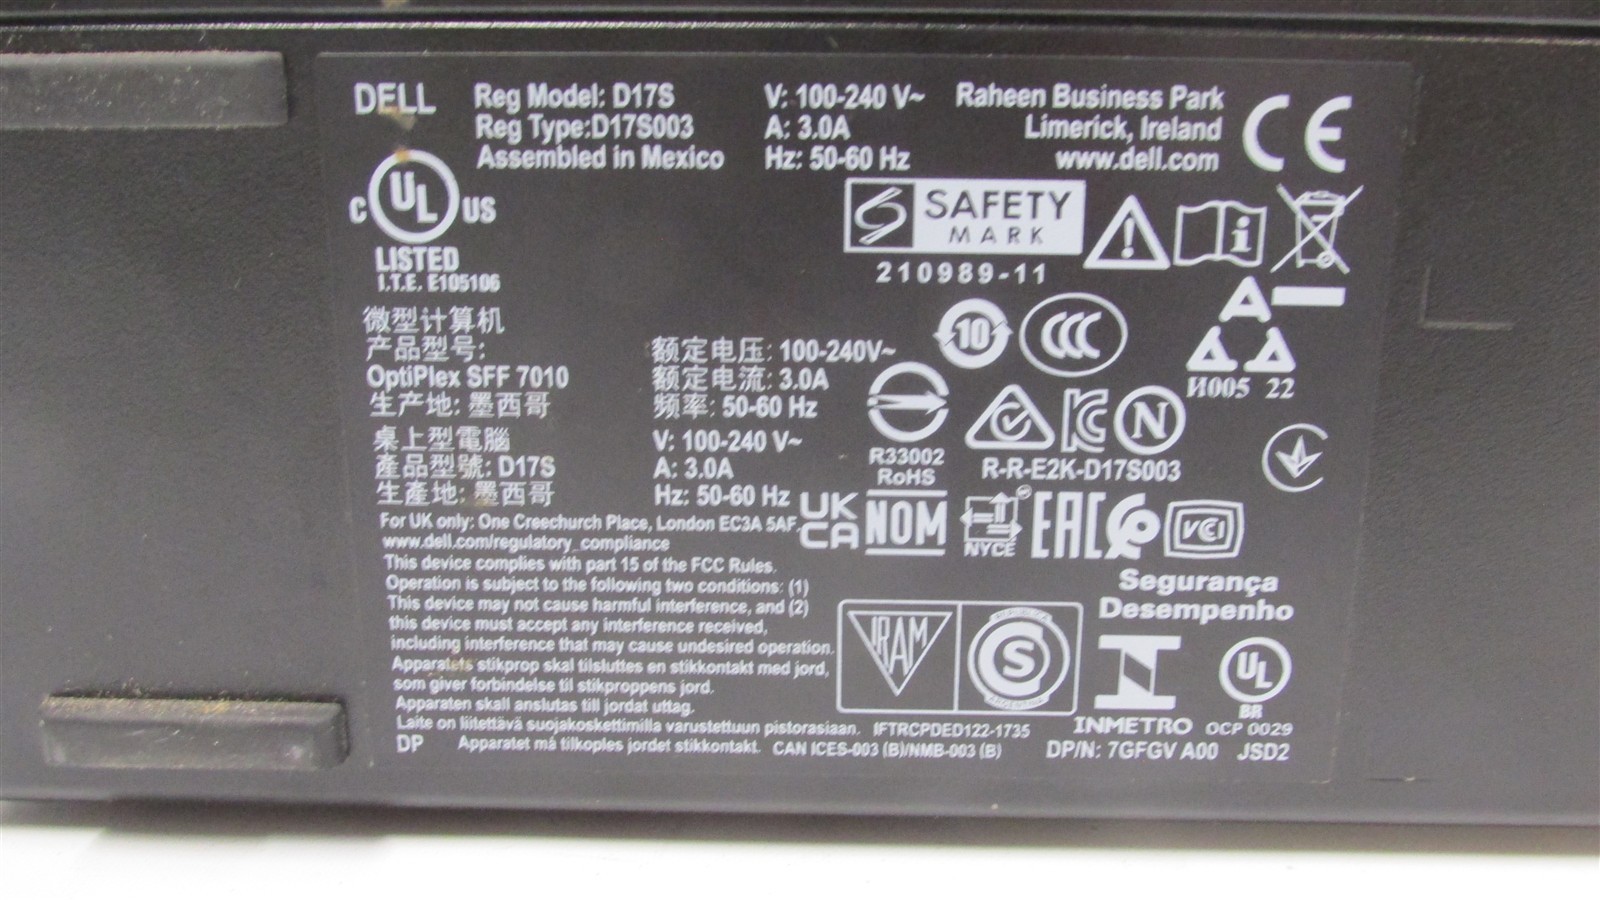 DELL
Reg Model: D17S
Reg Type:D17S003
Assembled in Mexico
V: 100-240 V~
A: 3.0A
Hz: 50-60 Hz
Raheen Business Park
Limerick, Ireland
www.dell.com
CE
C UL US
LISTED
I.T.E. E105106
SAFETY
MARK
210989-11
微型计算机
产品型号:
OptiPlex SFF 7010
生产地: 墨西哥
额定电压: 100-240V~
额定电流: 3.0A
频率: 50-60 Hz
10
CCC
И005 22
桌上型電腦
產品型號: D17S
生產地: 墨西哥
V: 100-240 V~
A: 3.0A
Hz: 50-60 Hz
R33002
RoHS
KC
N
R-R-E2K-D17S003
For UK only: One Creechurch Place, London EC3A 5AF.
www.dell.com/regulatory_compliance
UK
CA
NOM
NYCE
EAC
VCCI
This device complies with part 15 of the FCC Rules.
Operation is subject to the following two conditions: (1)
This device may not cause harmful interference, and (2)
this device must accept any interference received,
including interference that may cause undesired operation.
Apparatets stikprop skal tilsluttes en stikkontakt med jord,
som giver forbindelse til stikproppens jord.
Apparaten skall anslutas till jordat uttag.
Laite on liitettävä suojakoskettimilla varustettuun pistorasiaan. IFTRCPDED122-1735
DP Apparatet må tilkoples jordet stikkontakt. CAN ICES-003 (B)/NMB-003 (B)
IRAM
S
ARGENTINA
Segurança
Desempenho
INMETRO
UL
BR
OCP 0029
DP/N: 7GFGV A00 JSD2